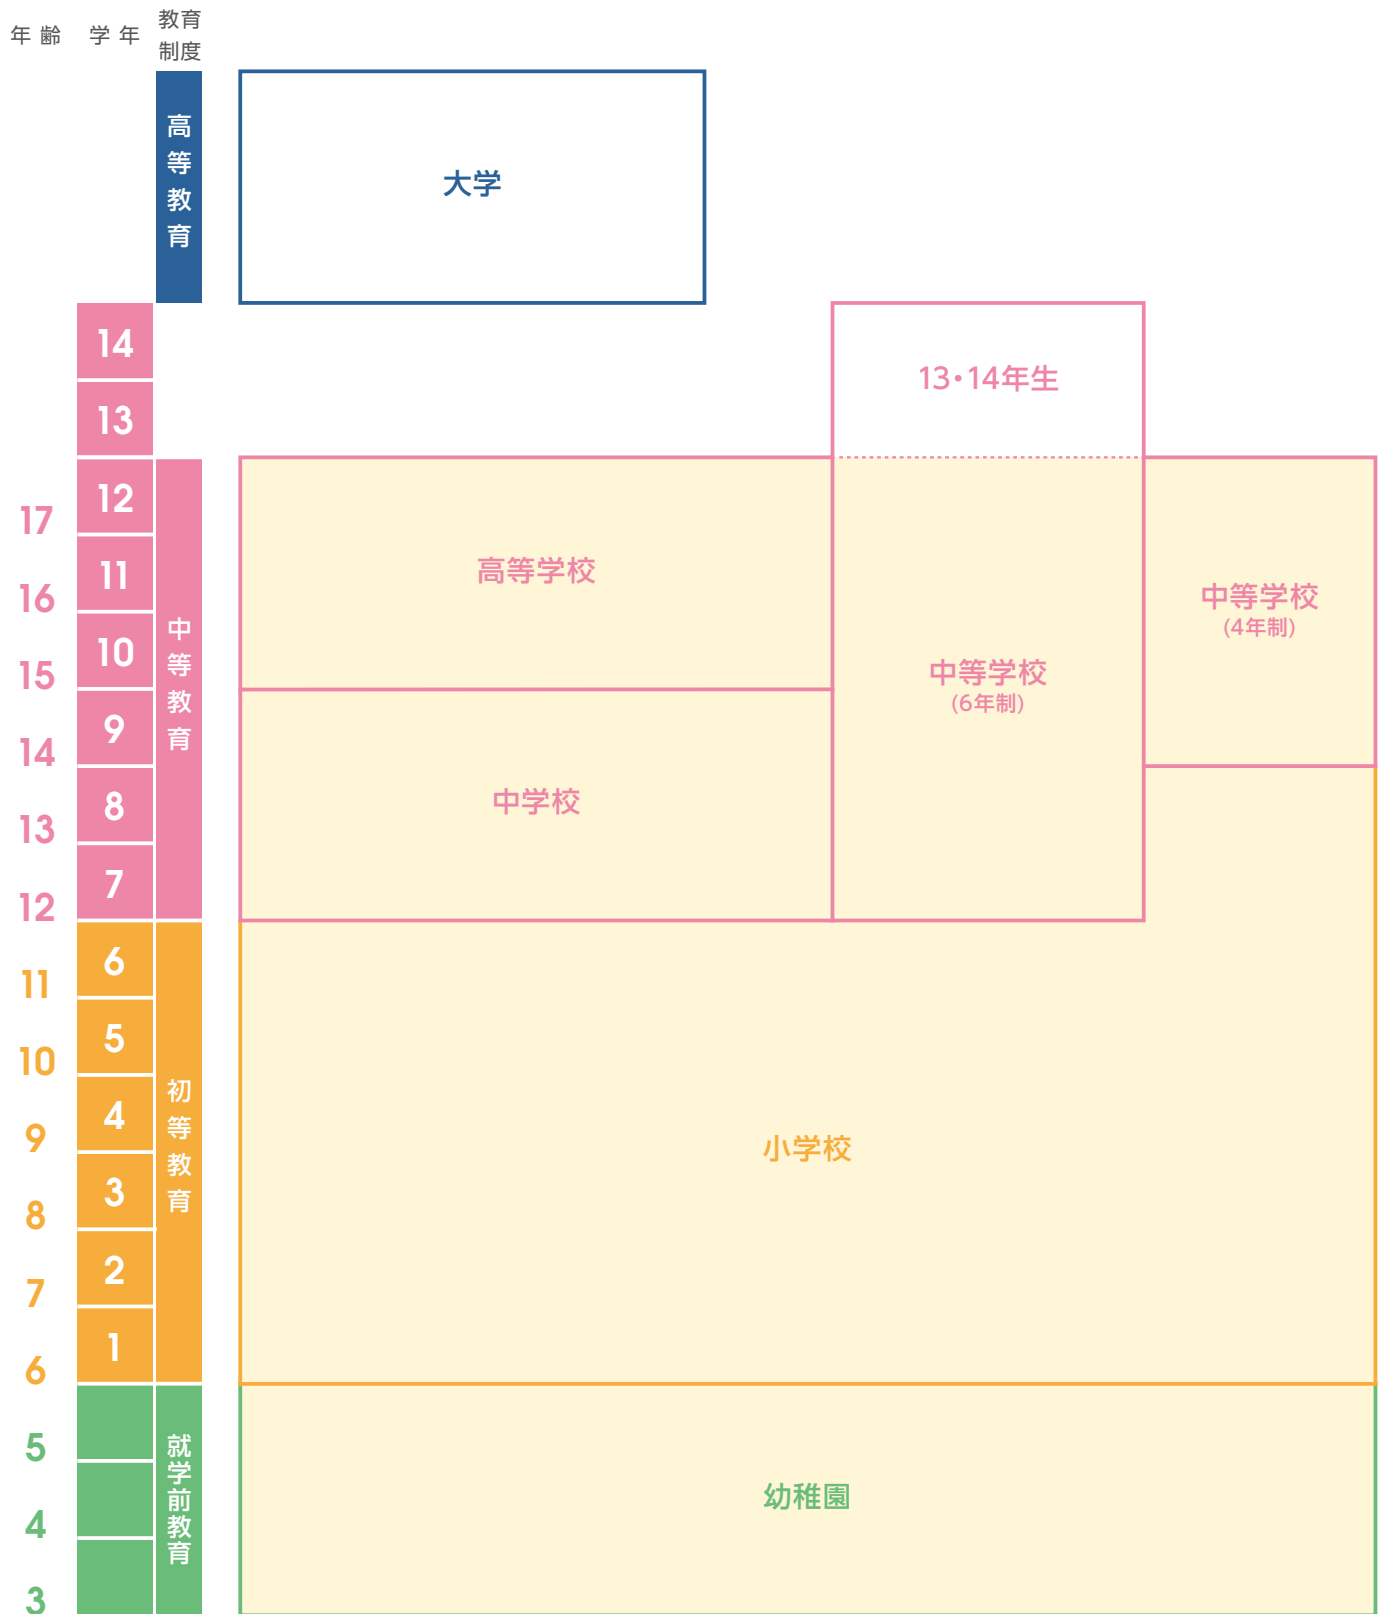 年齢
学年
教育
制度
高等教育
大学
14
13・14年生
13
12
17
11
高等学校
16
中等学校
(4年制)
10
中等教育
15
中等学校
(6年制)
9
14
8
中学校
13
7
12
6
11
5
10
初等教育
4
9
小学校
3
8
2
7
1
6
5
就学前教育
幼稚園
4
3